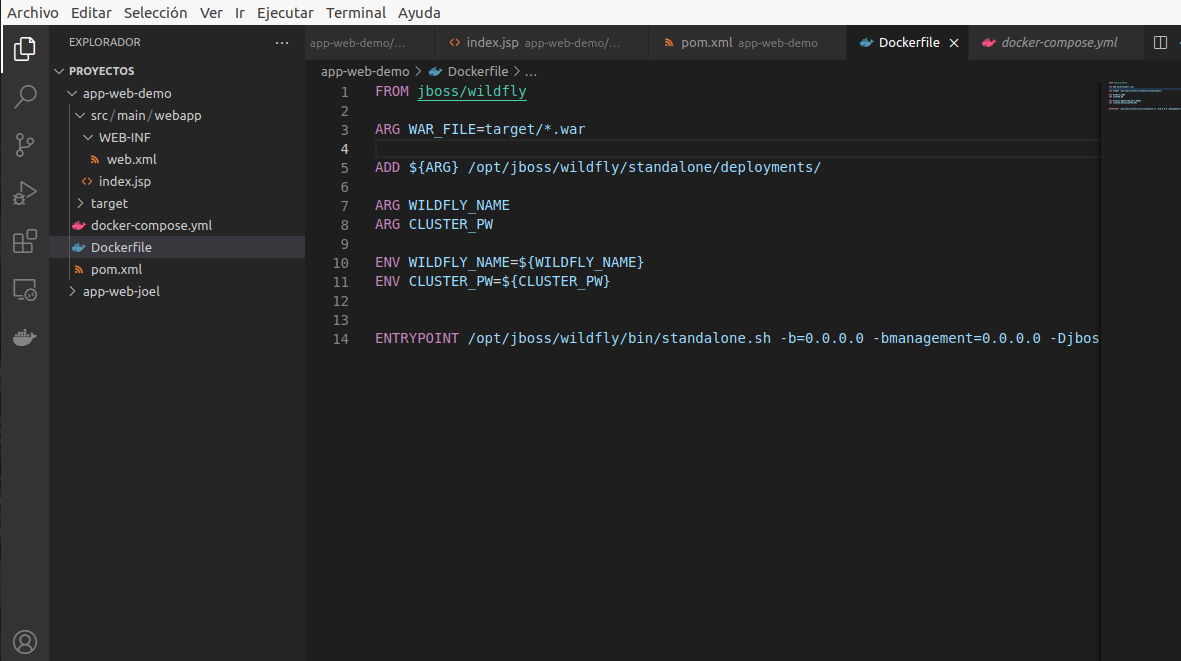 Archivo Editar Selección Ver Ir Ejecutar Terminal Ayuda
EXPLORADOR ···
app-web-demo/... index.jsp app-web-demo/... pom.xml app-web-demo Dockerfile docker-compose.yml
PROYECTOS
app-web-demo
src/main/webapp
WEB-INF
web.xml
index.jsp
target
docker-compose.yml
Dockerfile
pom.xml
app-web-joel
app-web-demo > Dockerfile > ...
1 FROM jboss/wildfly
2
3 ARG WAR_FILE=target/*.war
4
5 ADD ${ARG} /opt/jboss/wildfly/standalone/deployments/
6
7 ARG WILDFLY_NAME
8 ARG CLUSTER_PW
9
10 ENV WILDFLY_NAME=${WILDFLY_NAME}
11 ENV CLUSTER_PW=${CLUSTER_PW}
12
13
14 ENTRYPOINT /opt/jboss/wildfly/bin/standalone.sh -b=0.0.0.0 -bmanagement=0.0.0.0 -Djbos